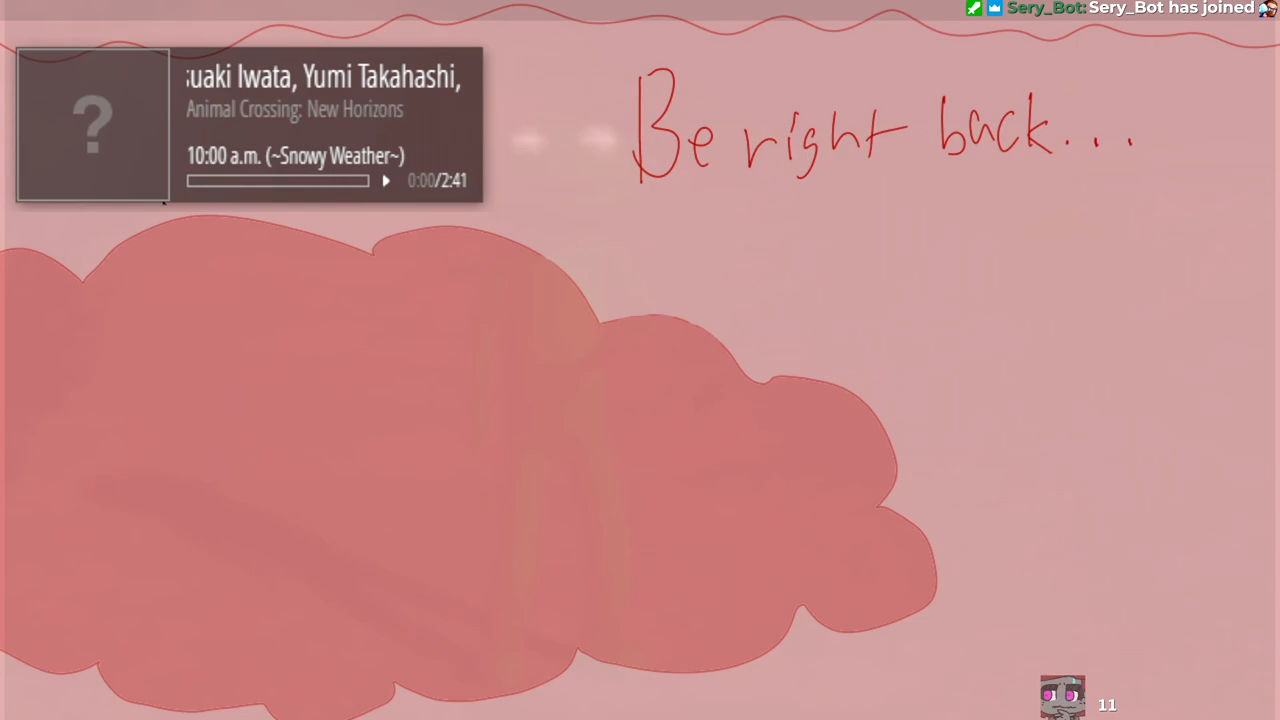 Sery_Bot: Sery_Bot has joined
Iwata, Yumi Takahashi,
Animal Crossing: New Horizons
10:00 a.m. (~Snowy Weather~)
0:00/2:41
Be right back...
?
11